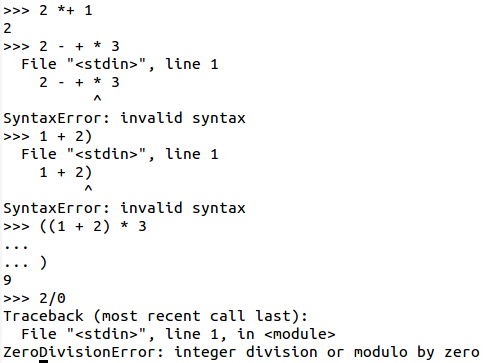 >>> 2 *+ 1
2
>>> 2 - + * 3
  File "<stdin>", line 1
    2 - + * 3
          ^
SyntaxError: invalid syntax
>>> 1 + 2)
  File "<stdin>", line 1
    1 + 2)
         ^
SyntaxError: invalid syntax
>>> ((1 + 2) * 3
...
... )
9
>>> 2/0
Traceback (most recent call last):
  File "<stdin>", line 1, in <module>
ZeroDivisionError: integer division or modulo by zero